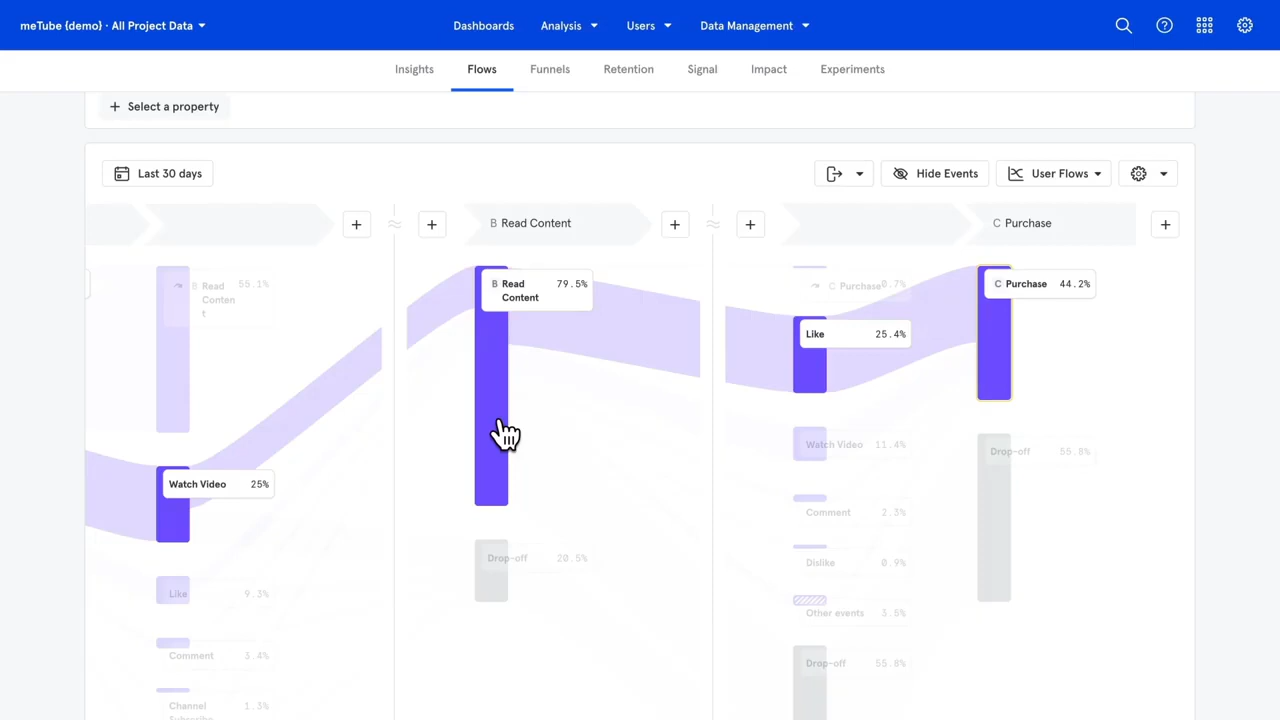 meTube {demo} · All Project Data
Dashboards
Analysis
Users
Data Management
Insights
Flows
Funnels
Retention
Signal
Impact
Experiments
+ Select a property
Last 30 days
Hide Events
User Flows
B Read Content
C Purchase
B Read
Conten
t
55.1%
Watch Video 25%
Like 9.3%
Comment 3.4%
Channel
Subscribe
1.3%
B Read
Content
79.5%
Drop-off 20.5%
C Purchase 0.7%
Like 25.4%
Watch Video 11.4%
Comment 2.3%
Dislike 0.9%
Other events 3.5%
Drop-off 55.8%
C Purchase 44.2%
Drop-off 55.8%